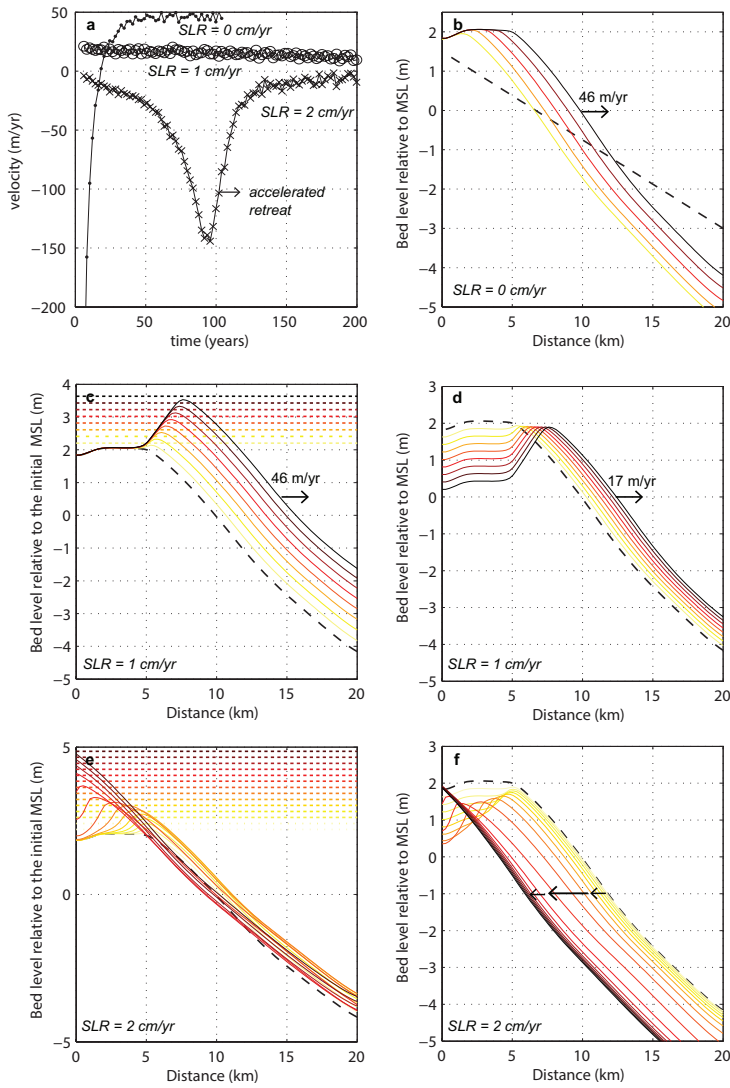 a
SLR = 0 cm/yr
SLR = 1 cm/yr
SLR = 2 cm/yr
accelerated
retreat
50
0
−50
−100
−150
−200
velocity (m/yr)
0
50
100
150
200
time (years)
b
46 m/yr
SLR = 0 cm/yr
3
2
1
0
−1
−2
−3
−4
−5
Bed level relative to MSL (m)
0
5
10
15
20
Distance (km)
c
46 m/yr
SLR = 1 cm/yr
4
3
2
1
0
−1
−2
−3
−4
−5
Bed level relative to the initial MSL (m)
0
5
10
15
20
Distance (km)
d
17 m/yr
SLR = 1 cm/yr
3
2
1
0
−1
−2
−3
−4
−5
Bed level relative to MSL (m)
0
5
10
15
20
Distance (km)
e
SLR = 2 cm/yr
5
0
−5
Bed level relative to the initial MSL (m)
0
5
10
15
20
Distance (km)
f
SLR = 2 cm/yr
3
2
1
0
−1
−2
−3
−4
−5
Bed level relative to MSL (m)
0
5
10
15
20
Distance (km)